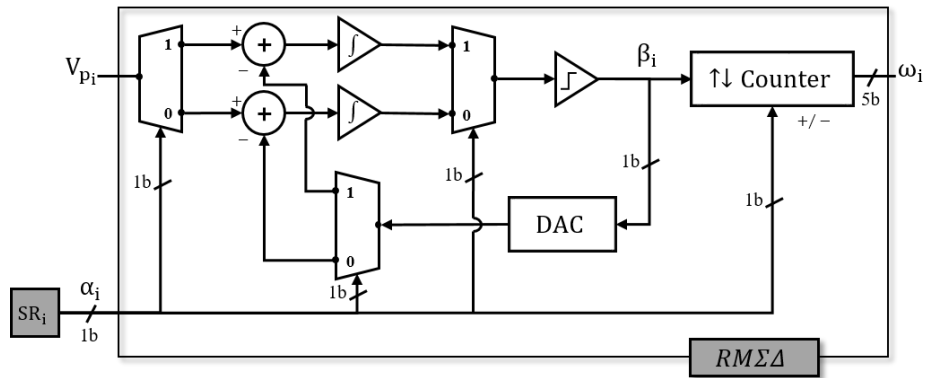 1
+
+
−
∫
1
β_i
V_{p_i}
↑↓ Counter
ω_i
0
+
+
−
∫
0
5b
+/−
1b
1b
1b
1b
1
DAC
0
α_i
1b
SR_i
1b
RMΣΔ